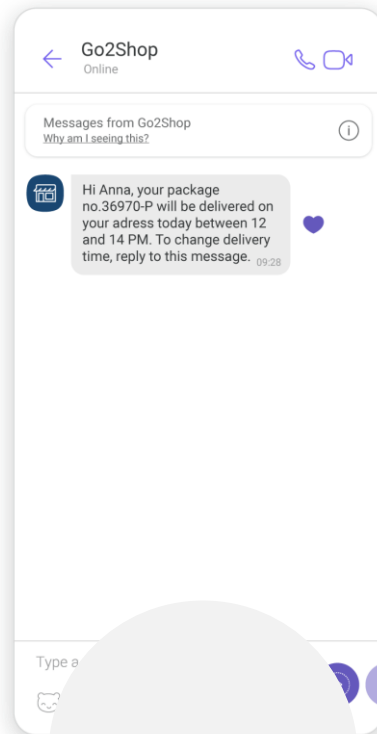 Go2Shop
Online
Messages from Go2Shop
Why am I seeing this?
Hi Anna, your package
no.36970-P will be delivered on
your adress today between 12
and 14 PM. To change delivery
time, reply to this message. 09:28
Type a